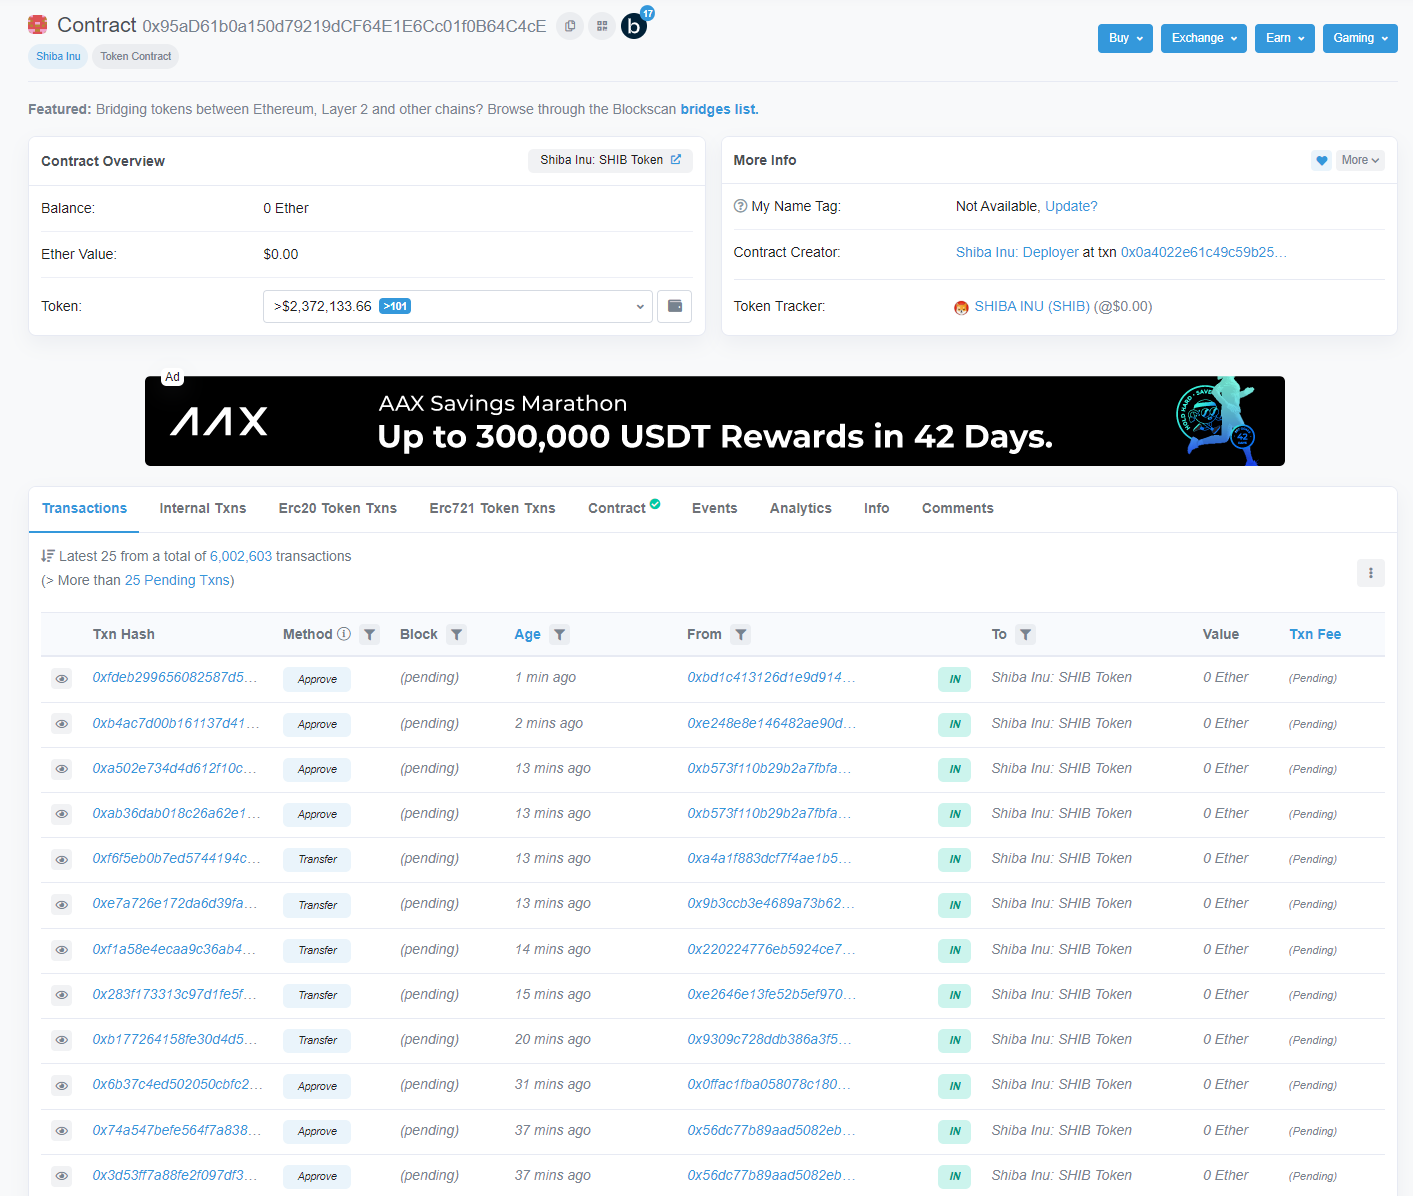 Contract 0x95aD61b0a150d79219dCF64E1E6Cc01f0B64C4cE b 17
Buy Exchange Earn Gaming
Shiba Inu Token Contract
Featured: Bridging tokens between Ethereum, Layer 2 and other chains? Browse through the Blockscan bridges list.
Contract Overview Shiba Inu: SHIB Token
Balance: 0 Ether
Ether Value: $0.00
Token: >$2,372,133.66 >101
More Info More
My Name Tag: Not Available, Update?
Contract Creator: Shiba Inu: Deployer at txn 0x0a4022e61c49c59b25…
Token Tracker: SHIBA INU (SHIB) (@$0.00)
Ad
AAX
AAX Savings Marathon
Up to 300,000 USDT Rewards in 42 Days.
42
Transactions Internal Txns Erc20 Token Txns Erc721 Token Txns Contract Events Analytics Info Comments
Latest 25 from a total of 6,002,603 transactions
(> More than 25 Pending Txns)
Txn Hash Method Block Age From To Value Txn Fee
0xfdeb299656082587d5… Approve (pending) 1 min ago 0xbd1c413126d1e9d914… IN Shiba Inu: SHIB Token 0 Ether (Pending)
0xb4ac7d00b161137d41… Approve (pending) 2 mins ago 0xe248e8e146482ae90d… IN Shiba Inu: SHIB Token 0 Ether (Pending)
0xa502e734d4d612f10c… Approve (pending) 13 mins ago 0xb573f110b29b2a7fbfa… IN Shiba Inu: SHIB Token 0 Ether (Pending)
0xab36dab018c26a62e1… Approve (pending) 13 mins ago 0xb573f110b29b2a7fbfa… IN Shiba Inu: SHIB Token 0 Ether (Pending)
0xf6f5eb0b7ed5744194c… Transfer (pending) 13 mins ago 0xa4a1f883dcf7f4ae1b5… IN Shiba Inu: SHIB Token 0 Ether (Pending)
0xe7a726e172da6d39fa… Transfer (pending) 13 mins ago 0x9b3ccb3e4689a73b62… IN Shiba Inu: SHIB Token 0 Ether (Pending)
0xf1a58e4ecaa9c36ab4… Transfer (pending) 14 mins ago 0x220224776eb5924ce7… IN Shiba Inu: SHIB Token 0 Ether (Pending)
0x283f173313c97d1fe5f… Transfer (pending) 15 mins ago 0xe2646e13fe52b5ef970… IN Shiba Inu: SHIB Token 0 Ether (Pending)
0xb177264158fe30d4d5… Transfer (pending) 20 mins ago 0x9309c728ddb386a3f5… IN Shiba Inu: SHIB Token 0 Ether (Pending)
0x6b37c4ed502050cbfc2… Approve (pending) 31 mins ago 0x0ffac1fba058078c180… IN Shiba Inu: SHIB Token 0 Ether (Pending)
0x74a547befe564f7a838… Approve (pending) 37 mins ago 0x56dc77b89aad5082eb… IN Shiba Inu: SHIB Token 0 Ether (Pending)
0x3d53ff7a88fe2f097df3… Approve (pending) 37 mins ago 0x56dc77b89aad5082eb… IN Shiba Inu: SHIB Token 0 Ether (Pending)